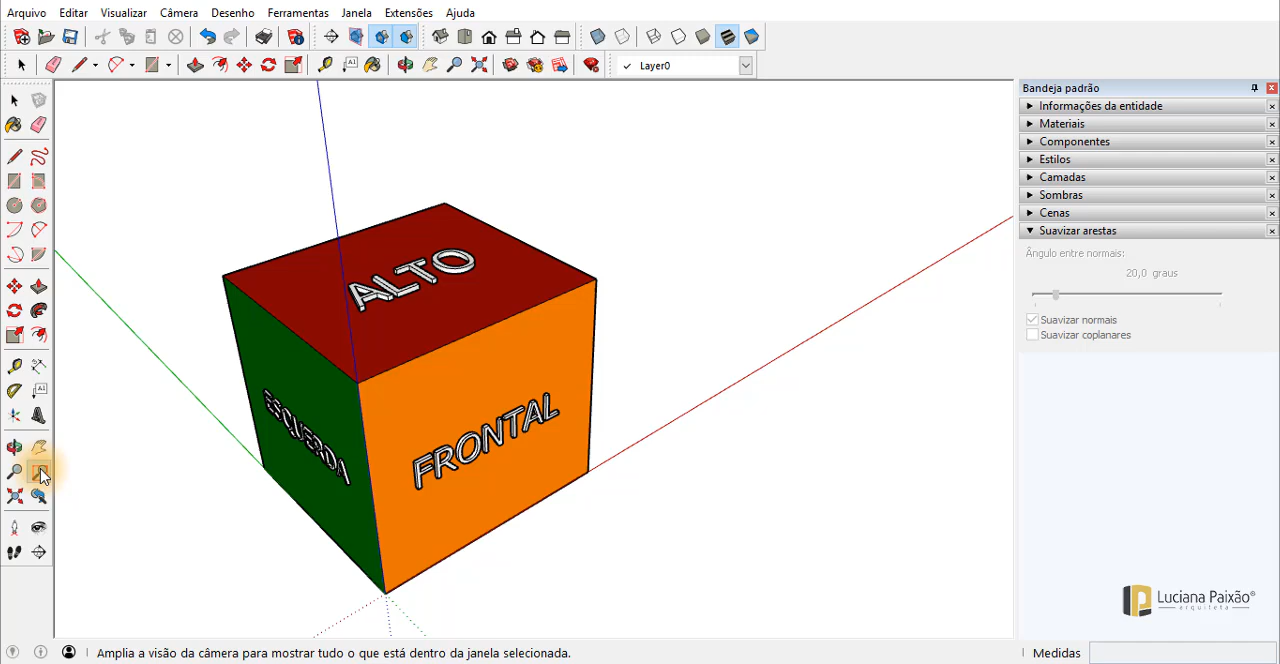 Arquivo Editar Visualizar Câmera Desenho Ferramentas Janela Extensões Ajuda
Layer0
Bandeja padrão
Informações da entidade
Materiais
Componentes
Estilos
Camadas
Sombras
Cenas
Suavizar arestas
Ângulo entre normais:
20,0 graus
Suavizar normais
Suavizar coplanares
ALTO
ESQUERDA
FRONTAL
Luciana Paixão®
arquiteta
Amplia a visão da câmera para mostrar tudo o que está dentro da janela selecionada.
Medidas